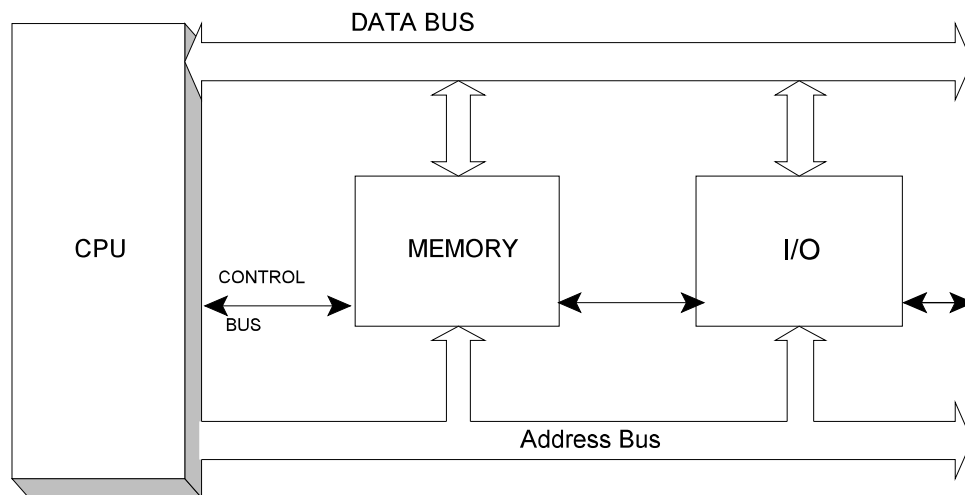 DATA BUS
CPU
MEMORY
I/O
CONTROL
BUS
Address Bus